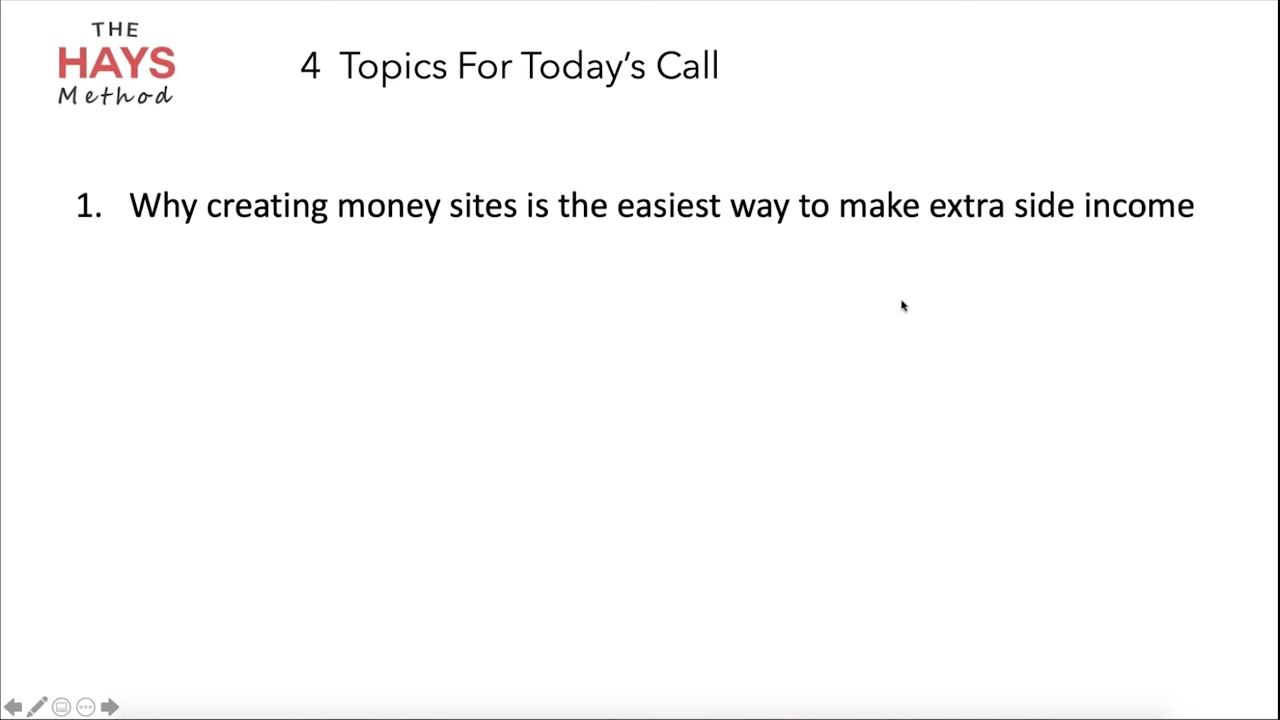 THE
HAYS
Method
4 Topics For Today's Call
1. Why creating money sites is the easiest way to make extra side income